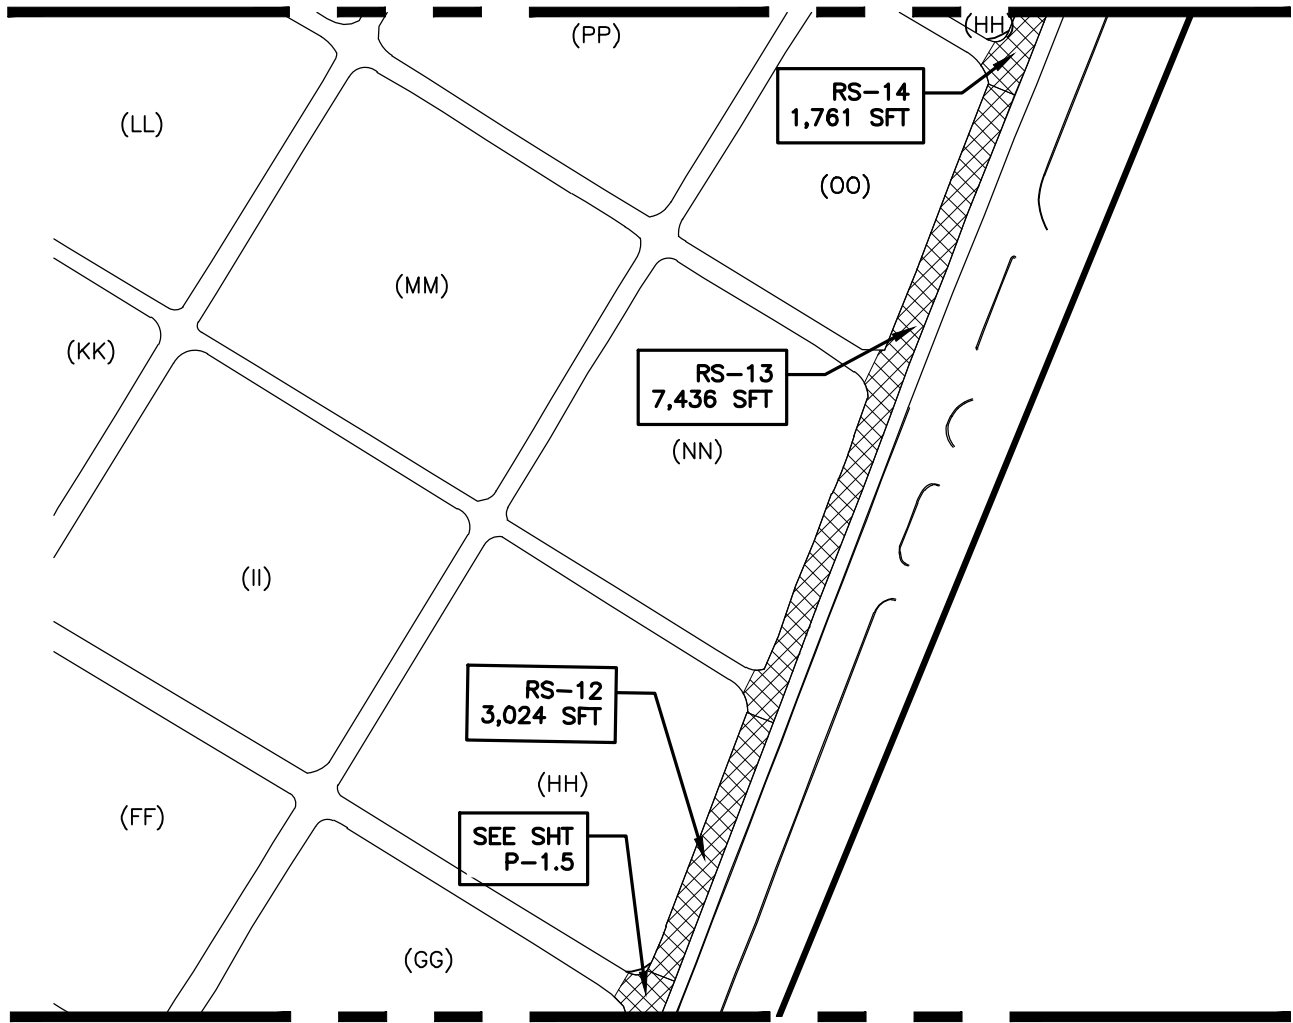 (PP)
(HH)
RS-14
1,761 SFT
(LL)
(OO)
(MM)
(KK)
RS-13
7,436 SFT
(NN)
(II)
RS-12
3,024 SFT
(HH)
(FF)
SEE SHT
P-1.5
(GG)